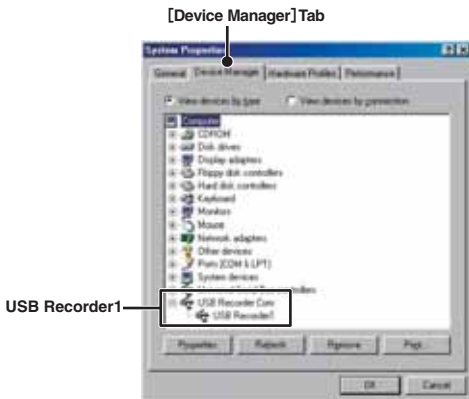 [Device Manager]Tab
System Properties
General Device Manager Hardware Profiles Performance
View devices by type View devices by connection
Computer
CDROM
Disk drives
Display adapters
Floppy disk controllers
Hard disk controllers
Keyboard
Monitors
Mouse
Network adapters
Other devices
Ports (COM & LPT)
System devices
controllers
USB Recorder1
USB Recorder Com
USB Recorder1
Properties Refresh Remove Print...
OK Cancel